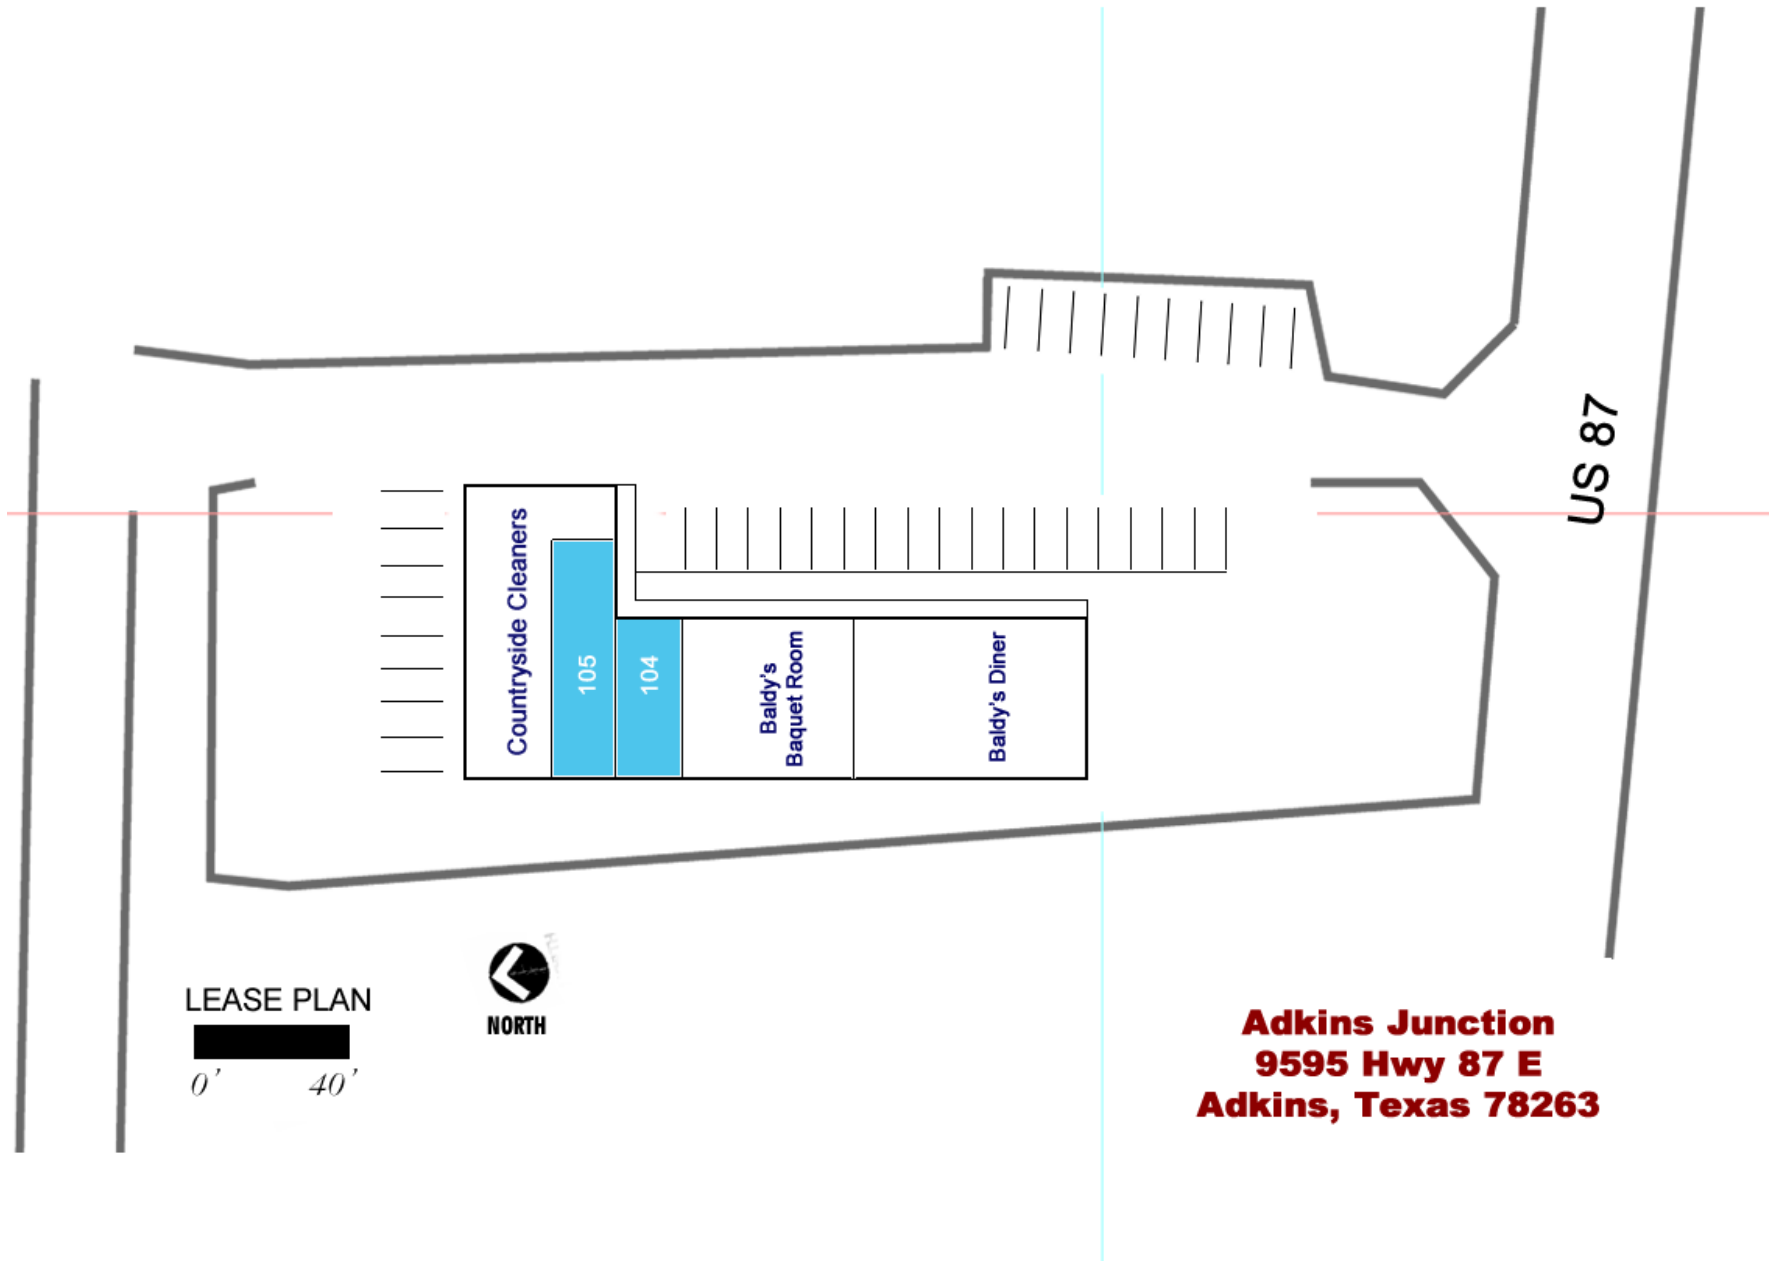 US 87
Countryside Cleaners
105
104
Baldy's
Baquet Room
Baldy's Diner
LEASE PLAN
0'
40'
NORTH
Adkins Junction
9595 Hwy 87 E
Adkins, Texas 78263